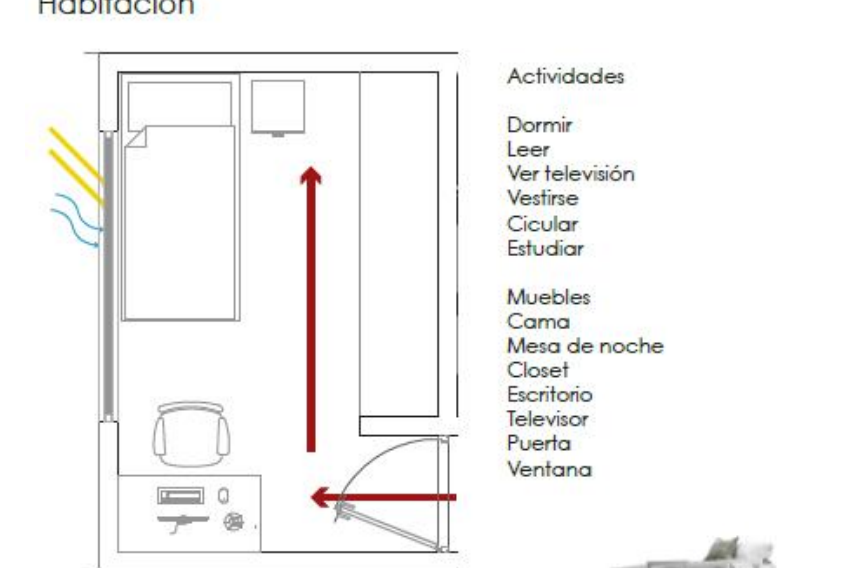 Habitación
Actividades
Dormir
Leer
Ver televisión
Vestirse
Cicular
Estudiar
Muebles
Cama
Mesa de noche
Closet
Escritorio
Televisor
Puerta
Ventana